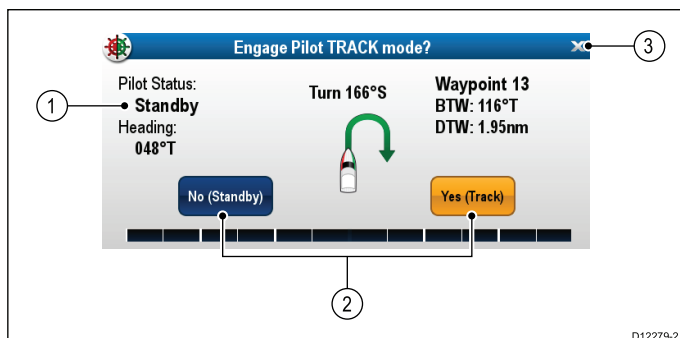 Engage Pilot TRACK mode?
3
Pilot Status:
1
Standby
Heading:
048°T
Turn 166°S
Waypoint 13
BTW: 116°T
DTW: 1.95nm
No (Standby)
Yes (Track)
2
D12279-2